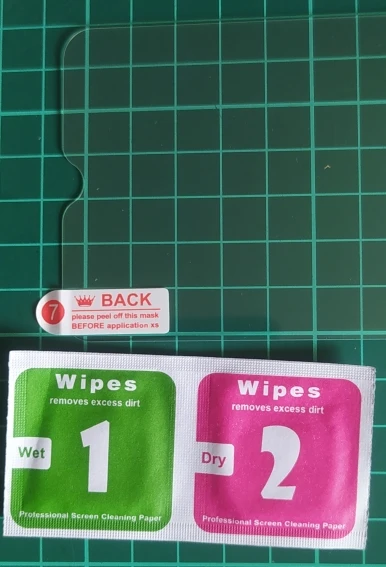 7
BACK
please peel off this mask
BEFORE application xs
Wipes
removes excess dirt
Wet
1
Professional Screen Cleaning Paper
Wipes
removes excess dirt
Dry
2
Professional Screen Cleaning Paper